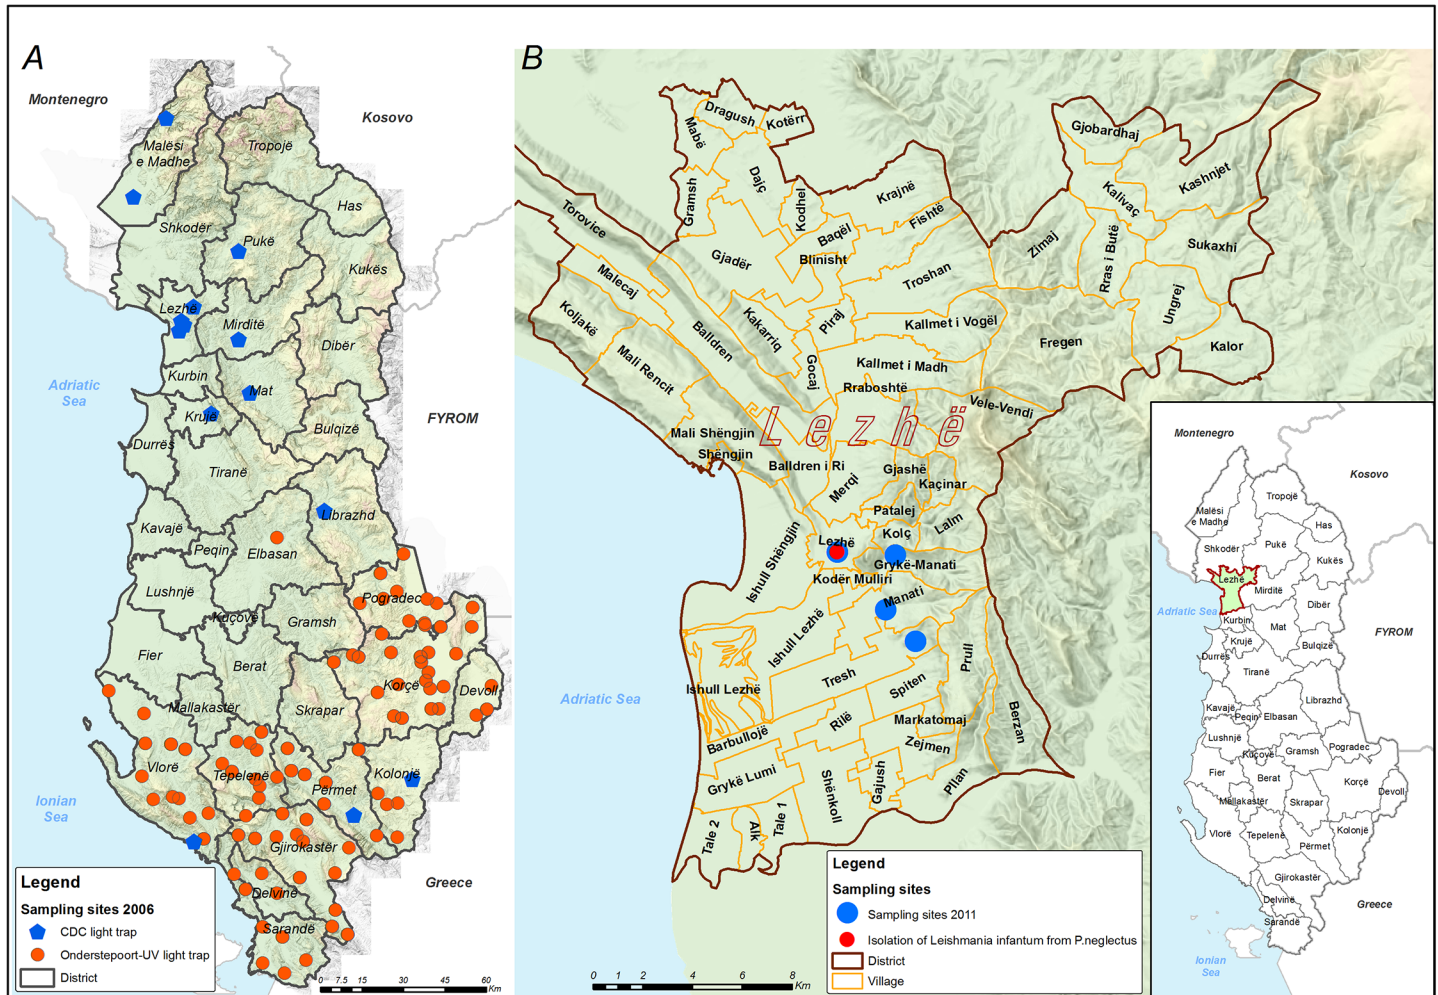 A
Montenegro
Kosovo
Malësi
e Madhe
Tropojë
Has
Shkodër
Pukë
Kukës
Lezhë
Mirditë
Dibër
Kurbin
Mat
Adriatic
Sea
Krujë
FYROM
Durrës
Bulqizë
Tiranë
Librazhd
Kavajë
Peqin
Elbasan
Lushnjë
Pogradec
Kuçovë
Gramsh
Fier
Berat
Korçë
Devoll
Mallakastër
Skrapar
Vlorë
Tepelenë
Kolonjë
Përmet
Ionian
Sea
Gjirokastër
Greece
Delvinë
Sarandë
Legend
Sampling sites 2006
CDC light trap
Onderstepoort-UV light trap
District
0 7.5 15 30 45 60
Km
B
Dragush
Kotërr
Mabë
Gjobardhaj
Dajç
Kashnjet
Gramsh
Kodhel
Krajnë
Kalivaç
Torovice
Fishtë
Baqël
Zimaj
Rras i Butë
Sukaxhi
Gjadër
Blinisht
Malecaj
Troshan
Ungrej
Koljakë
Kakarriq
Piraj
Kallmet i Vogël
Balldren
Fregen
Kalor
Mali Rencit
Gocaj
Kallmet i Madh
Rraboshtë
Vele-Vendi
Lezhë
Mali Shëngjin
Shëngjin
Balldren i Ri
Gjashë
Merqi
Kaçinar
Patalej
Lalm
Kolç
Lezhë
Ishull Shëngjin
Grykë-Manati
Kodër Mulliri
Manati
Ishull Lezhë
Prull
Tresh
Ishull Lezhë
Spiten
Adriatic Sea
Berzan
Rilë
Markatomaj
Barbullojë
Zejmen
Grykë Lumi
Shënkoll
Gajush
Pllan
Tale 2
Alk
Tale 1
Legend
Sampling sites
Sampling sites 2011
Isolation of Leishmania infantum from P.neglectus
District
Village
0 1 2 4 6 8
Km
Montenegro
Kosovo
Tropojë
Malësi
e Madhe
Has
Shkodër
Pukë
Kukës
Lezhë
Mirditë
Dibër
Adriatic Sea
Kurbin
Mat
FYROM
Krujë
Bulqizë
Durrës
Tiranë
Librazhd
Kavajë
Peqin
Elbasan
Lushnjë
Kuçovë
Gramsh
Pogradec
Fier
Berat
Korçë
Devoll
Mallakastër
Skrapar
Vlorë
Tepelenë
Kolonjë
Përmet
Gjirokastër
Delvinë
Greece
Sarandë
Ionian
Sea